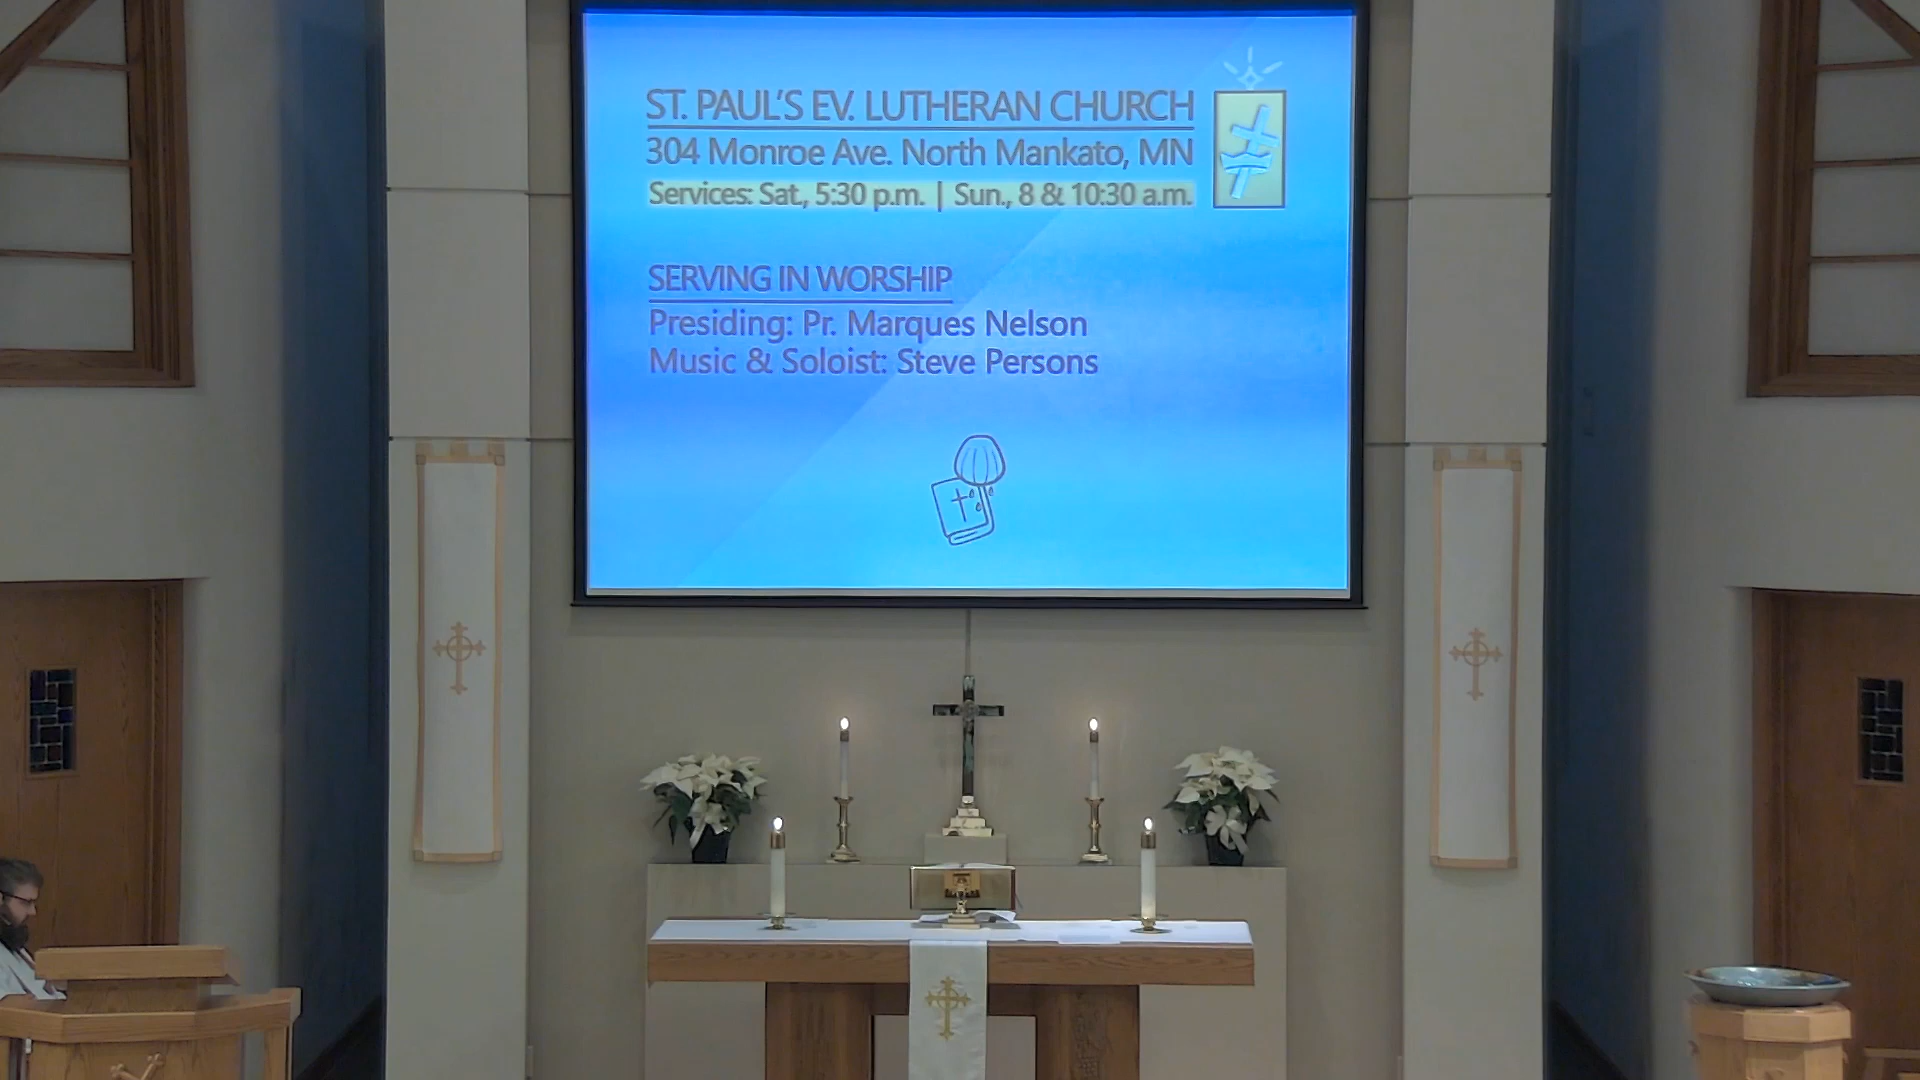 ST. PAUL'S EV. LUTHERAN CHURCH
304 Monroe Ave. North Mankato, MN
Services: Sat., 5:30 p.m. | Sun., 8 & 10:30 a.m.
SERVING IN WORSHIP
Presiding: Pr. Marques Nelson
Music & Soloist: Steve Persons